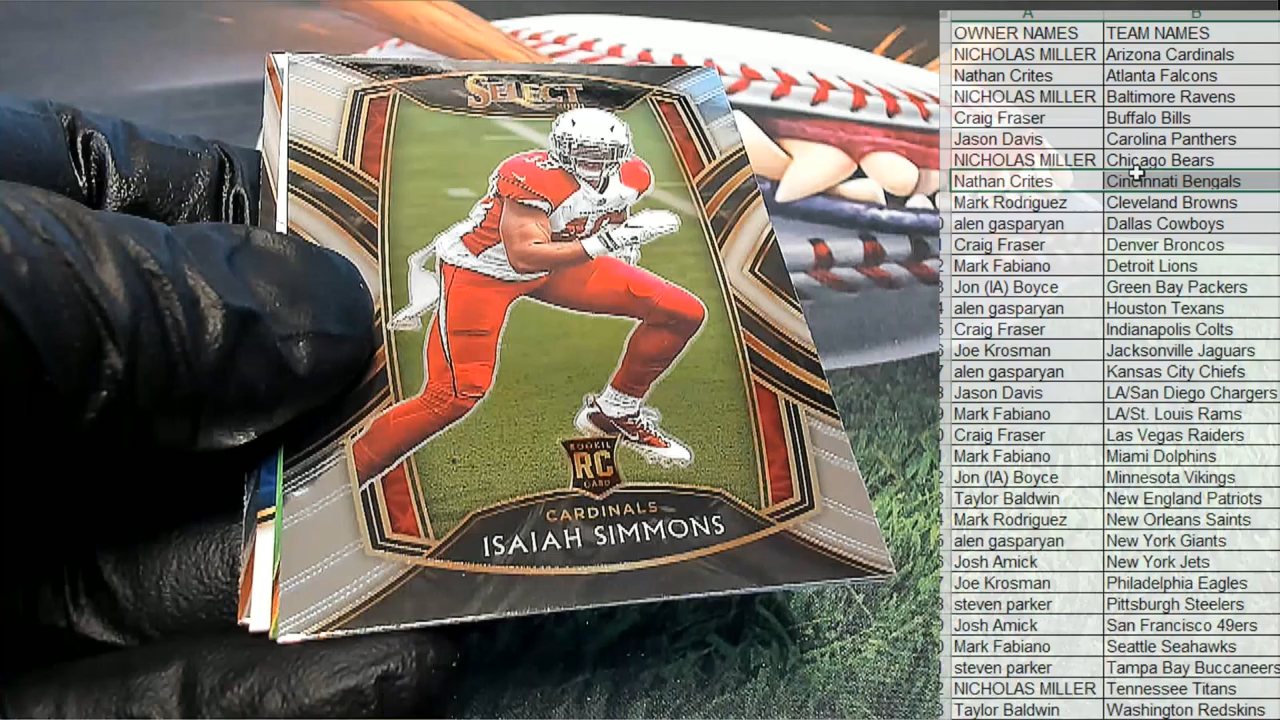 SELECT
ROOKIE
RC
CARD
CARDINALS
ISAIAH SIMMONS
A B
OWNER NAMES TEAM NAMES
NICHOLAS MILLER Arizona Cardinals
Nathan Crites Atlanta Falcons
NICHOLAS MILLER Baltimore Ravens
Craig Fraser Buffalo Bills
Jason Davis Carolina Panthers
NICHOLAS MILLER Chicago Bears
Nathan Crites Cincinnati Bengals
Mark Rodriguez Cleveland Browns
alen gasparyan Dallas Cowboys
Craig Fraser Denver Broncos
Mark Fabiano Detroit Lions
Jon (IA) Boyce Green Bay Packers
alen gasparyan Houston Texans
Craig Fraser Indianapolis Colts
Joe Krosman Jacksonville Jaguars
alen gasparyan Kansas City Chiefs
Jason Davis LA/San Diego Chargers
Mark Fabiano LA/St. Louis Rams
Craig Fraser Las Vegas Raiders
Mark Fabiano Miami Dolphins
Jon (IA) Boyce Minnesota Vikings
Taylor Baldwin New England Patriots
Mark Rodriguez New Orleans Saints
alen gasparyan New York Giants
Josh Amick New York Jets
Joe Krosman Philadelphia Eagles
steven parker Pittsburgh Steelers
Josh Amick San Francisco 49ers
Mark Fabiano Seattle Seahawks
steven parker Tampa Bay Buccaneers
NICHOLAS MILLER Tennessee Titans
Taylor Baldwin Washington Redskins